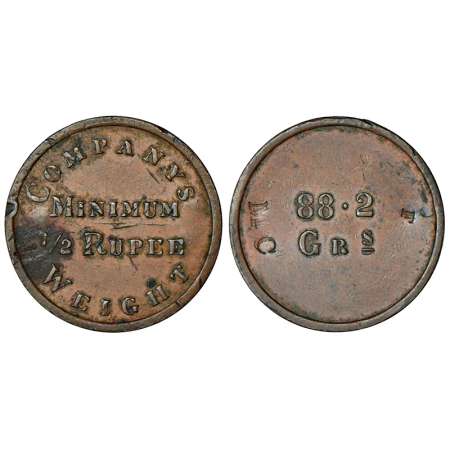 COMPANYS
MINIMUM
1/2 RUPEE
WEIGHT
88·2
GRS